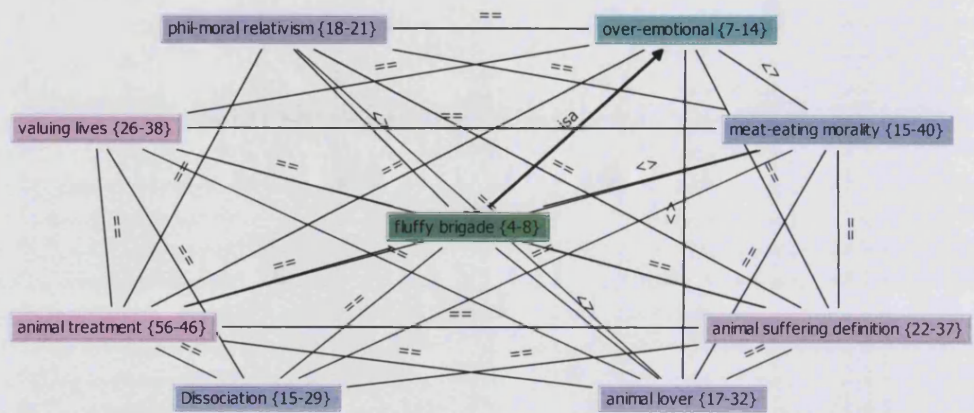 phil-moral relativism {18-21}
==
over-emotional {7-14}
==
==
<>
valuing lives {26-38}
==
<>
isa
meat-eating morality {15-40}
==
==
==
==
<>
fluffy brigade {4-8}
<>
==
==
==
==
==
==
<>
animal treatment {56-46}
==
animal suffering definition {22-37}
==
==
==
==
Dissociation {15-29}
animal lover {17-32}